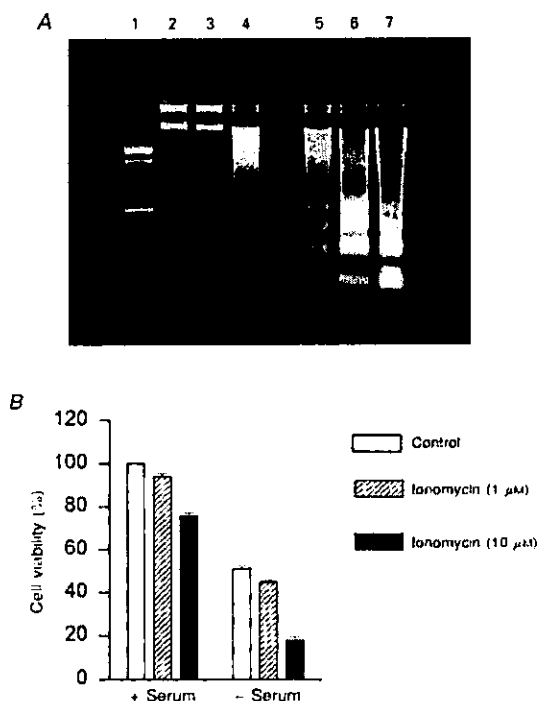 A
1 2 3 4 5 6 7
B
120
100
80
60
40
20
0
Cell viability (%)
+ Serum
− Serum
Control
Ionomycin (1 μM)
Ionomycin (10 μM)